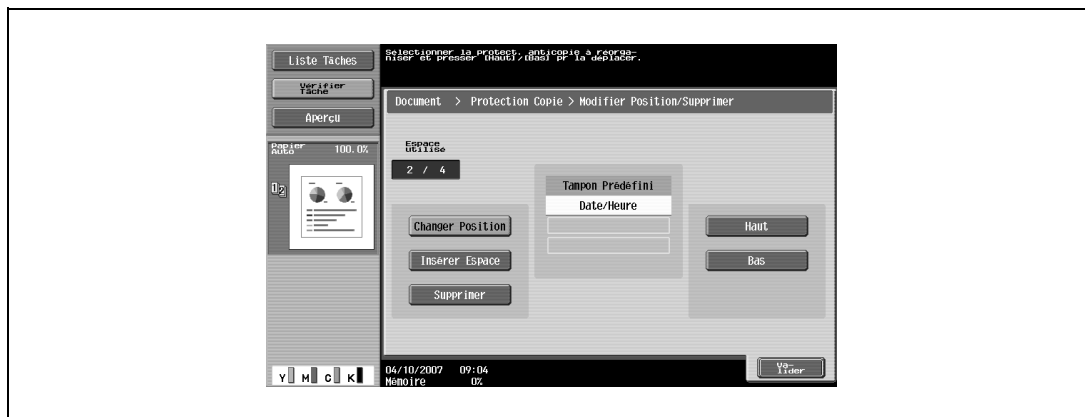 Sélectionner la protect. anticopie à réorga-
niser et presser [Haut]/[Bas] pr la déplacer.
Liste Tâches
Vérifier
Tâche
Aperçu
Document > Protection Copie > Modifier Position/Supprimer
Papier
Auto 100.0%
Espace
utilisé
2 / 4
Tampon Prédéfini
Date/Heure
Changer Position
Insérer Espace
Supprimer
Haut
Bas
Y M C K
04/10/2007 09:04
Mémoire 0%
Va-
lider